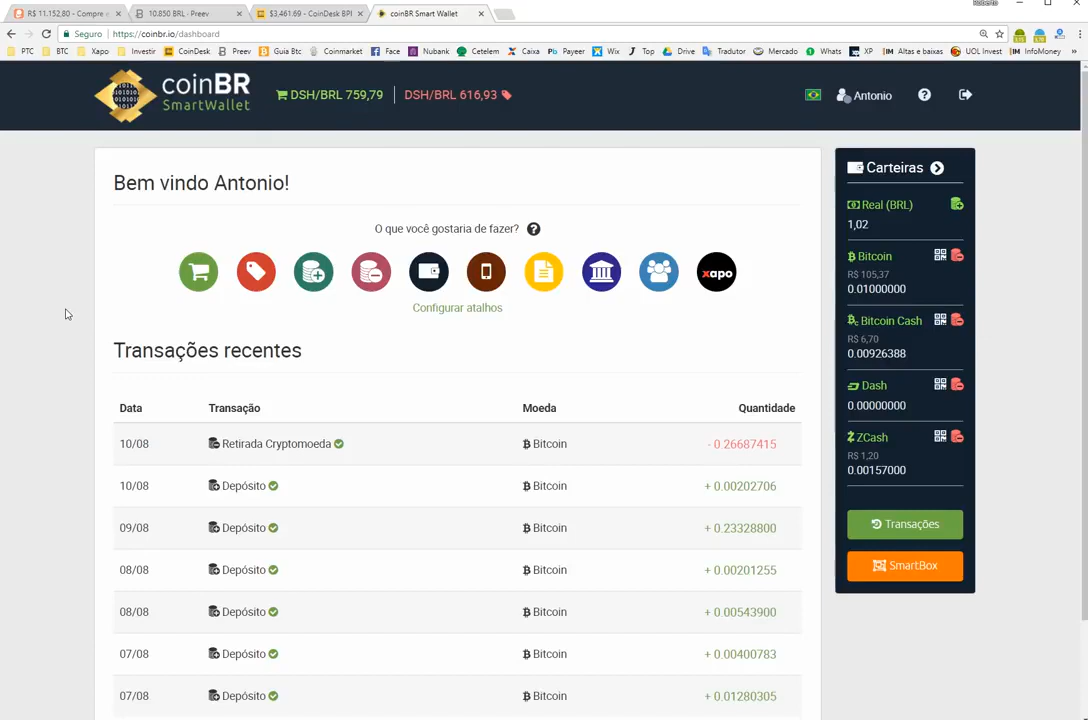 Roberto
R$ 11.152,80 - Compre e
10.850 BRL - Preev
$3,461.69 - CoinDesk BPI
coinBR Smart Wallet
Seguro
https://coinbr.io/dashboard
PTC BTC Xapo Investir CoinDesk Preev Guia Btc Coinmarket Face Nubank Cetelem Caixa Payeer Wix Top Drive Tradutor Mercado Whats XP Altas e baixas UOL Invest InfoMoney
coinBR
SmartWallet
DSH/BRL 759,79
DSH/BRL 616,93
Antonio
Bem vindo Antonio!
O que você gostaria de fazer?
xapo
Configurar atalhos
Transações recentes
Data Transação Moeda Quantidade
10/08 Retirada Cryptomoeda Bitcoin - 0.26687415
10/08 Depósito Bitcoin + 0.00202706
09/08 Depósito Bitcoin + 0.23328800
08/08 Depósito Bitcoin + 0.00201255
08/08 Depósito Bitcoin + 0.00543900
07/08 Depósito Bitcoin + 0.00400783
07/08 Depósito Bitcoin + 0.01280305
Carteiras
Real (BRL)
1,02
Bitcoin
R$ 105,37
0.01000000
Bitcoin Cash
R$ 6,70
0.00926388
Dash
0.00000000
ZCash
R$ 1,20
0.00157000
Transações
SmartBox